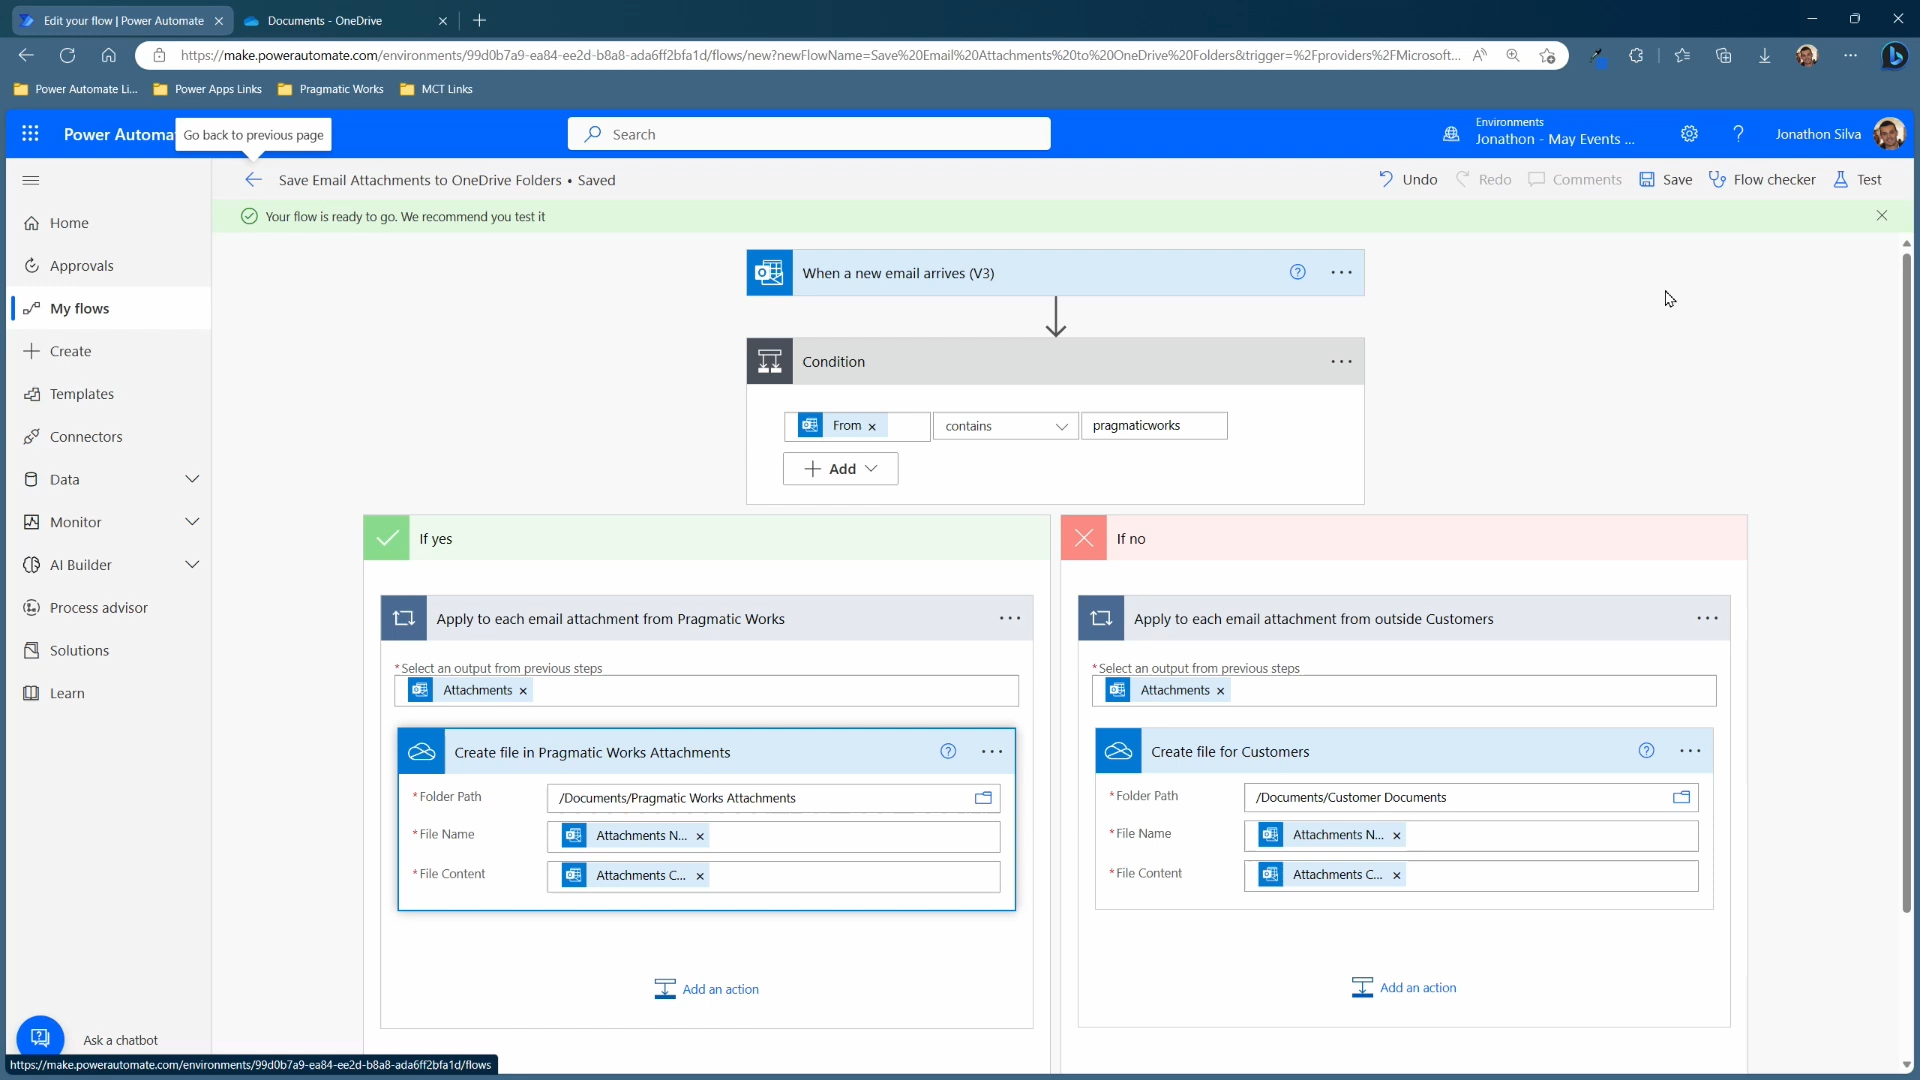 Edit your flow | Power Automate
Documents - OneDrive
https://make.powerautomate.com/environments/99d0b7a9-ea84-ee2d-b8a8-ada6ff2bfa1d/flows/new?newFlowName=Save%20Email%20Attachments%20to%20OneDrive%20Folders&trigger=%2Fproviders%2FMicrosoft...
Power Automate Li...
Power Apps Links
Pragmatic Works
MCT Links
Power Automa
Go back to previous page
Search
Environments
Jonathon - May Events ...
Jonathon Silva
Save Email Attachments to OneDrive Folders • Saved
Undo
Redo
Comments
Save
Flow checker
Test
Your flow is ready to go. We recommend you test it
Home
Approvals
My flows
Create
Templates
Connectors
Data
Monitor
AI Builder
Process advisor
Solutions
Learn
Ask a chatbot
https://make.powerautomate.com/environments/99d0b7a9-ea84-ee2d-b8a8-ada6ff2bfa1d/flows
When a new email arrives (V3)
Condition
From
contains
pragmaticworks
Add
If yes
Apply to each email attachment from Pragmatic Works
* Select an output from previous steps
Attachments
Create file in Pragmatic Works Attachments
* Folder Path
/Documents/Pragmatic Works Attachments
* File Name
Attachments N...
* File Content
Attachments C...
Add an action
If no
Apply to each email attachment from outside Customers
* Select an output from previous steps
Attachments
Create file for Customers
* Folder Path
/Documents/Customer Documents
* File Name
Attachments N...
* File Content
Attachments C...
Add an action